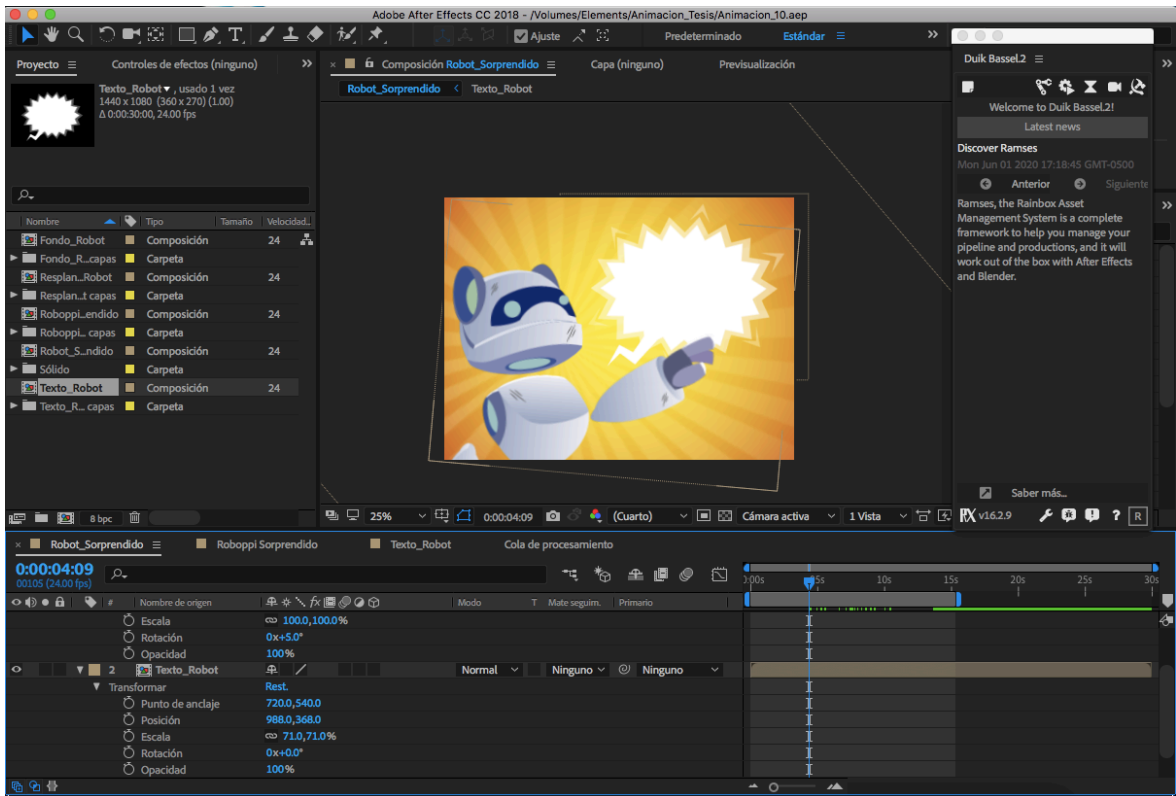 Adobe After Effects CC 2018 - /Volumes/Elements/Animacion_Tesis/Animacion_10.aep
Ajuste
Predeterminado
Estándar
Proyecto
Controles de efectos (ninguno)
Texto_Robot , usado 1 vez
1440 x 1080 (360 x 270) (1.00)
Δ 0:00:30:00, 24.00 fps
Nombre Tipo Tamaño Velocidad...
Fondo_Robot Composición 24
Fondo_R...capas Carpeta
Resplan...Robot Composición 24
Resplan...t capas Carpeta
Roboppi...endido Composición 24
Roboppi... capas Carpeta
Robot_S...ndido Composición 24
Sólido Carpeta
Texto_Robot Composición 24
Texto_R... capas Carpeta
8 bpc
Composición Robot_Sorprendido
Capa (ninguno)
Previsualización
Robot_Sorprendido
Texto_Robot
25%
0:00:04:09
(Cuarto)
Cámara activa
1 Vista
Duik Bassel.2
Welcome to Duik Bassel.2!
Latest news
Discover Ramses
Mon Jun 01 2020 17:18:45 GMT-0500
Anterior
Siguiente
Ramses, the Rainbox Asset
Management System is a complete
framework to help you manage your
pipeline and productions, and it will
work out of the box with After Effects
and Blender.
Saber más...
RX v16.2.9
? R
Robot_Sorprendido
Roboppi Sorprendido
Texto_Robot
Cola de procesamiento
0:00:04:09
00105 (24.00 fps)
# Nombre de origen
fx
Modo
T Mate seguim.
Primario
):00s 05s 10s 15s 20s 25s 30s
Escala 100.0,100.0%
Rotación 0x+5.0°
Opacidad 100%
2 Texto_Robot Normal Ninguno Ninguno
Transformar Rest.
Punto de anclaje 720.0,540.0
Posición 988.0,368.0
Escala 71.0,71.0%
Rotación 0x+0.0°
Opacidad 100%